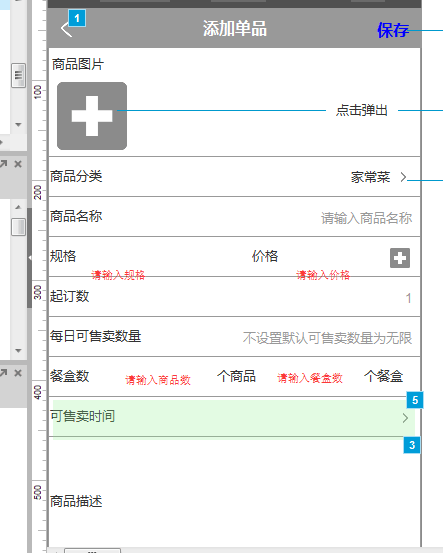 1
添加单品
保存
商品图片
100
点击弹出
商品分类
家常菜
200
商品名称
请输入商品名称
规格
价格
请输入规格
请输入价格
300
起订数
1
每日可售卖数量
不设置默认可售卖数量为无限
餐盒数
请输入商品数
个商品
请输入餐盒数
个餐盒
400
5
可售卖时间
3
500
商品描述